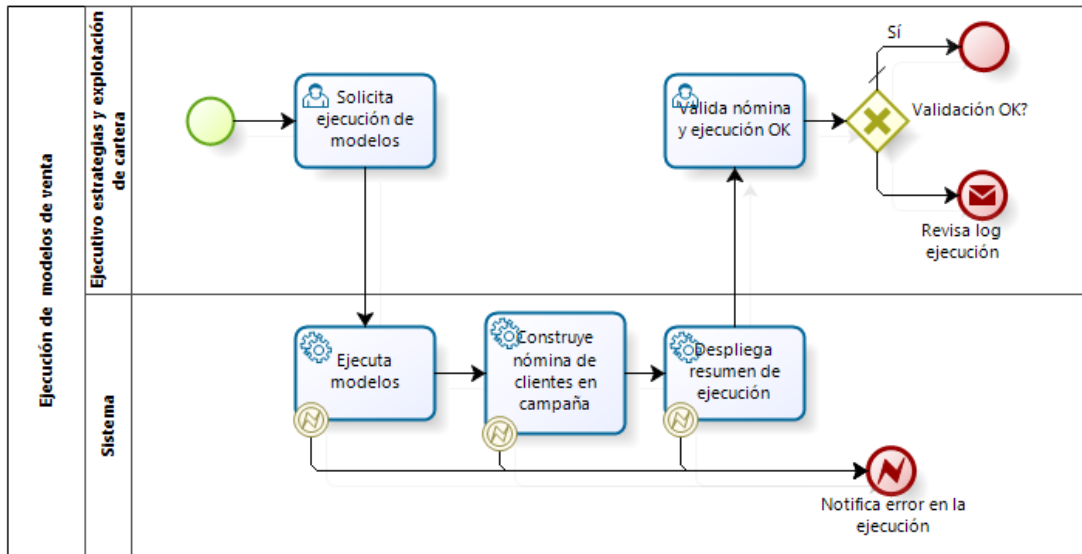 Ejecución de modelos de venta
Ejecutivo estrategias y explotación
de cartera
Solicita
ejecución de
modelos
Valida nómina
y ejecución OK
Sí
Validación OK?
Revisa log
ejecución
Sistema
Ejecuta
modelos
Construye
nómina de
clientes en
campaña
Despliega
resumen de
ejecución
Notifica error en la
ejecución